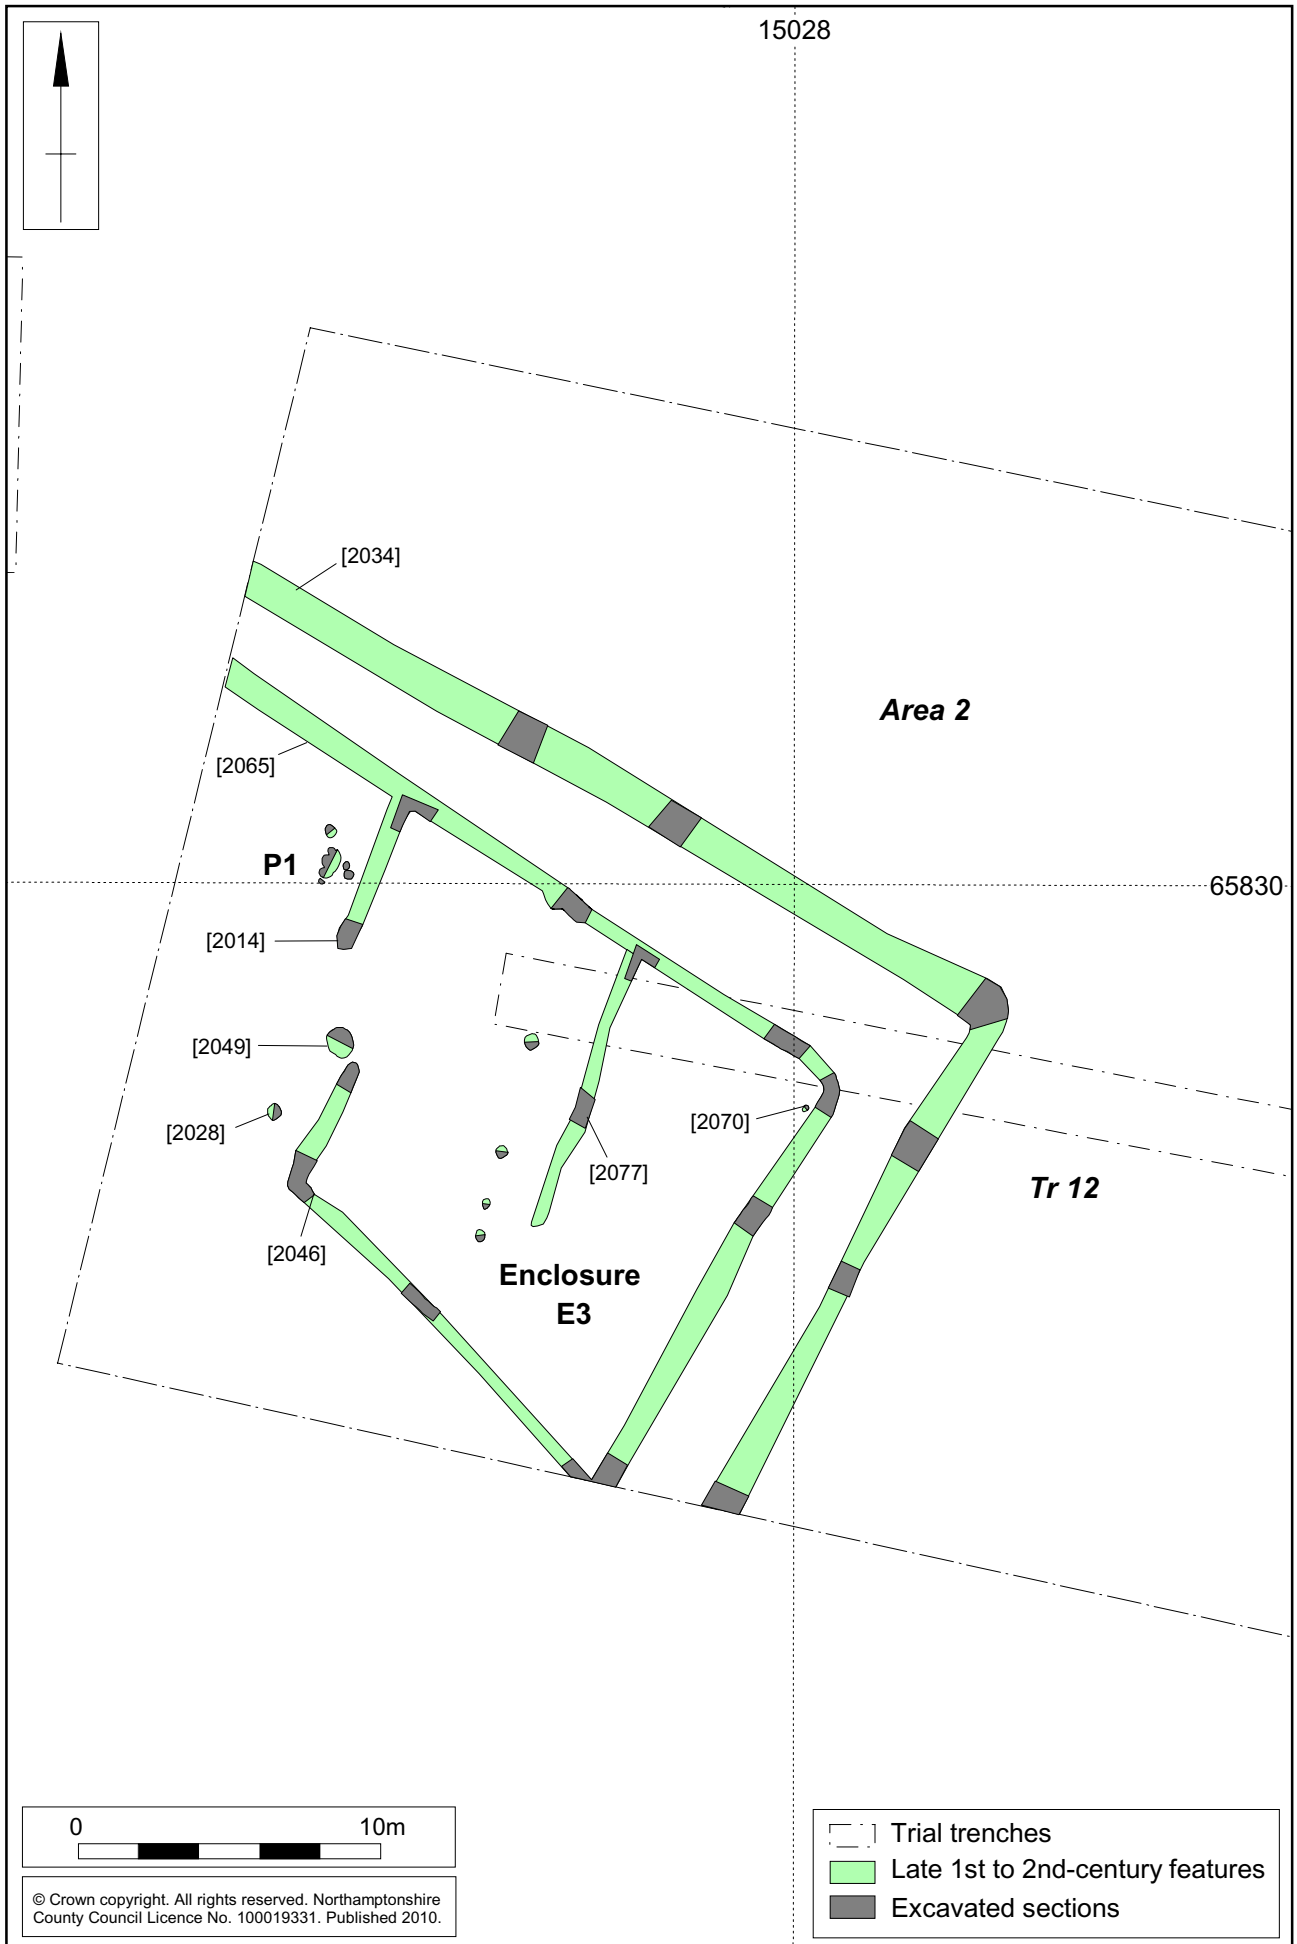 15028
[2034]
Area 2
[2065]
P1
65830
[2014]
[2049]
[2070]
[2028]
[2077]
Tr 12
[2046]
Enclosure
E3
0 10m
Trial trenches
Late 1st to 2nd-century features
Excavated sections
© Crown copyright. All rights reserved. Northamptonshire
County Council Licence No. 100019331. Published 2010.